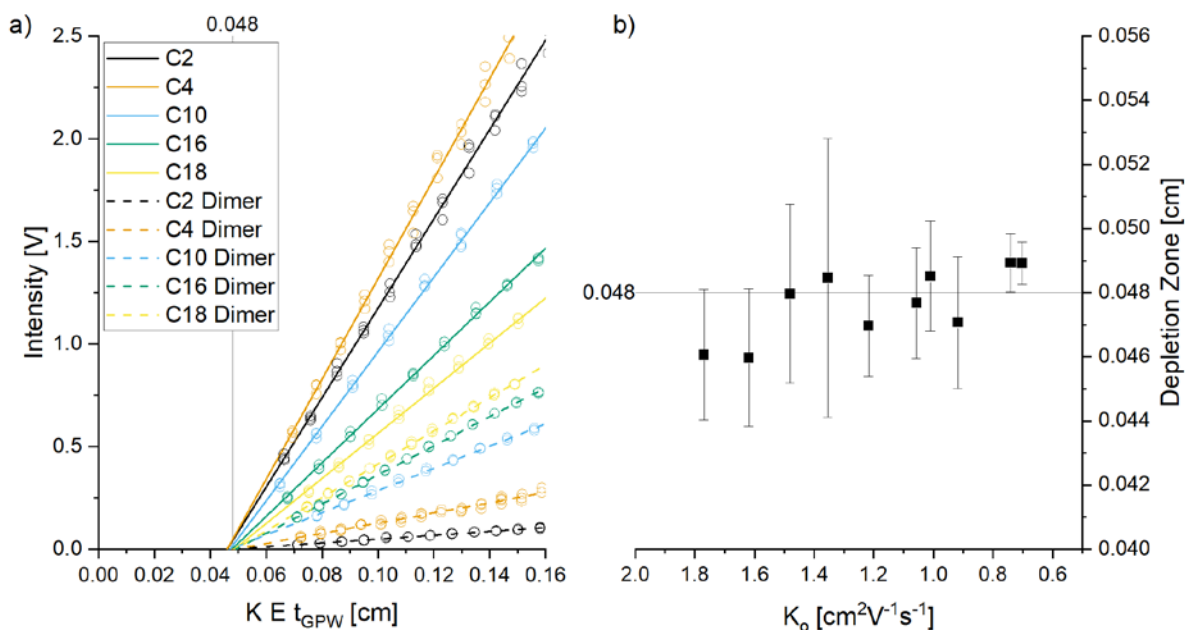 a)
0.048
2.5
2.0
1.5
1.0
0.5
0.0
Intensity [V]
C2
C4
C10
C16
C18
C2 Dimer
C4 Dimer
C10 Dimer
C16 Dimer
C18 Dimer
0.00 0.02 0.04 0.06 0.08 0.10 0.12 0.14 0.16
K E t_GPW [cm]
b)
0.048
0.056
0.054
0.052
0.050
0.048
0.046
0.044
0.042
0.040
Depletion Zone [cm]
2.0 1.8 1.6 1.4 1.2 1.0 0.8 0.6
K₀ [cm²V⁻¹s⁻¹]